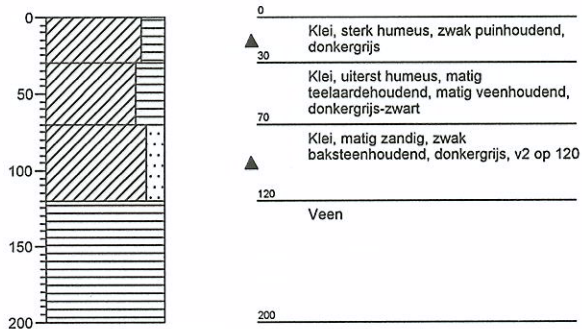 0
50
100
150
200
0
Klei, sterk humeus, zwak puinhoudend,
donkergrijs
30
Klei, uiterst humeus, matig
teelaardehoudend, matig veenhoudend,
donkergrijs-zwart
70
Klei, matig zandig, zwak
baksteenhoudend, donkergrijs, v2 op 120
120
Veen
200